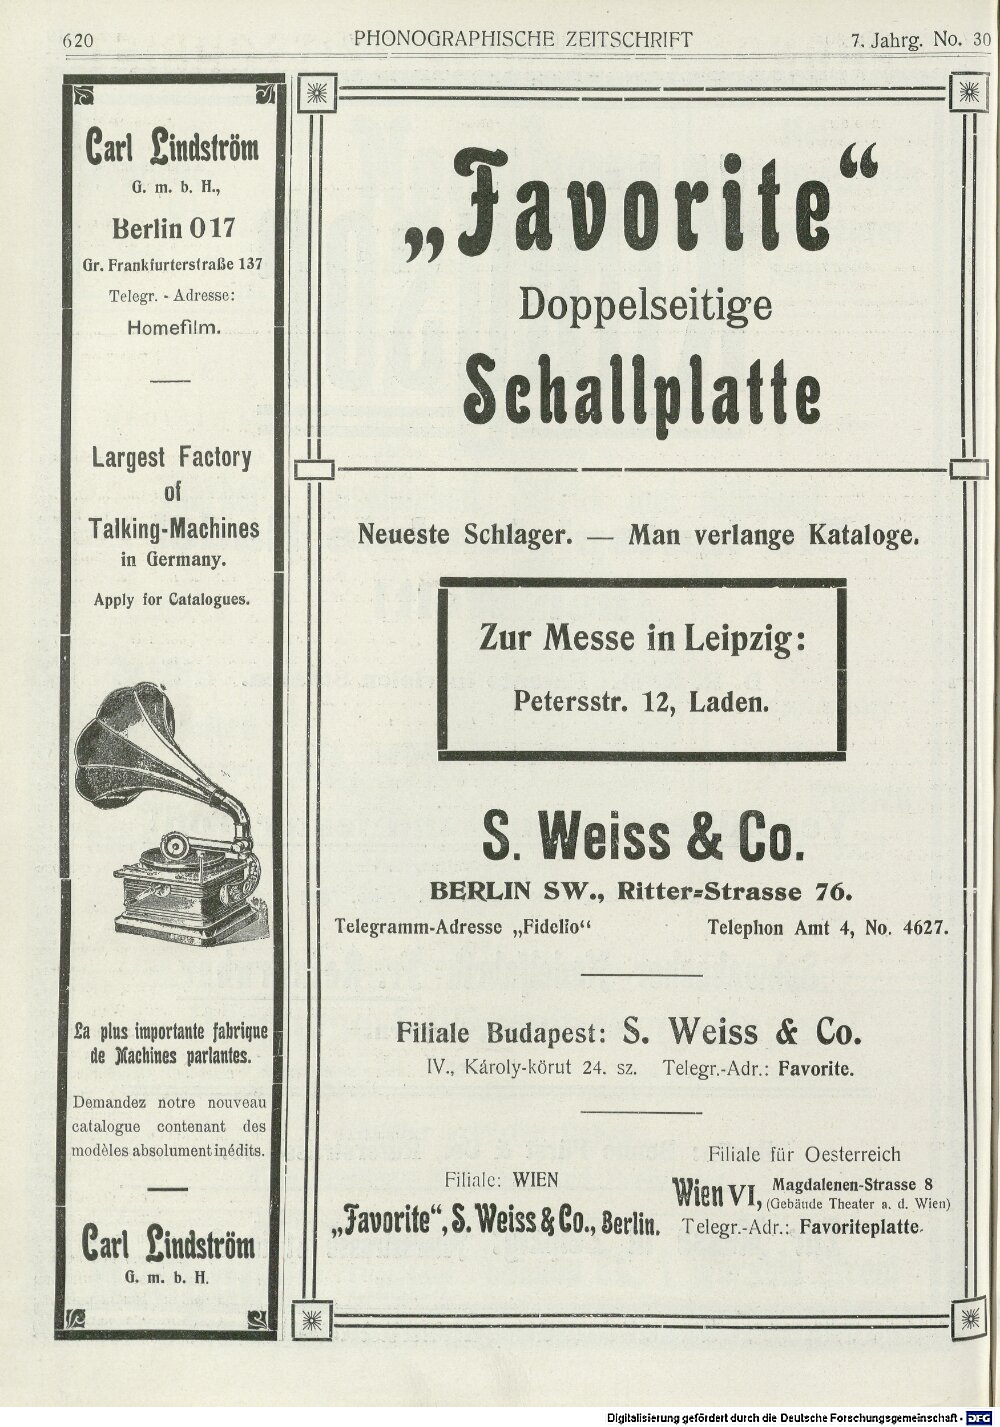 620
PHONOGRAPHISCHE ZEITSCHRIFT
7. Jahrg. No. 30
Carl Lindström
G. m. b. H.,
Berlin O 17
Gr. Frankfurterstraße 137
Telegr. - Adresse:
Homefilm.
Largest Factory
of
Talking-Machines
in Germany.
Apply for Catalogues.
La plus importante fabrique
de Machines parlantes.
Demandez notre nouveau
catalogue contenant des
modèles absolument inédits.
Carl Lindström
G. m. b. H.
„Favorite“
Doppelseitige
Schallplatte
Neueste Schlager. — Man verlange Kataloge.
Zur Messe in Leipzig:
Petersstr. 12, Laden.
S. Weiss & Co.
BERLIN SW., Ritter-Strasse 76.
Telegramm-Adresse „Fidelio“ Telephon Amt 4, No. 4627.
Filiale Budapest: S. Weiss & Co.
IV., Károly-körut 24. sz. Telegr.-Adr.: Favorite.
Filiale: WIEN
„Favorite“, S. Weiss & Co., Berlin.
Filiale für Oesterreich
Wien VI, Magdalenen-Strasse 8
(Gebäude Theater a. d. Wien)
Telegr.-Adr.: Favoriteplatte.
Digitalisierung gefördert durch die Deutsche Forschungsgemeinschaft - DFG